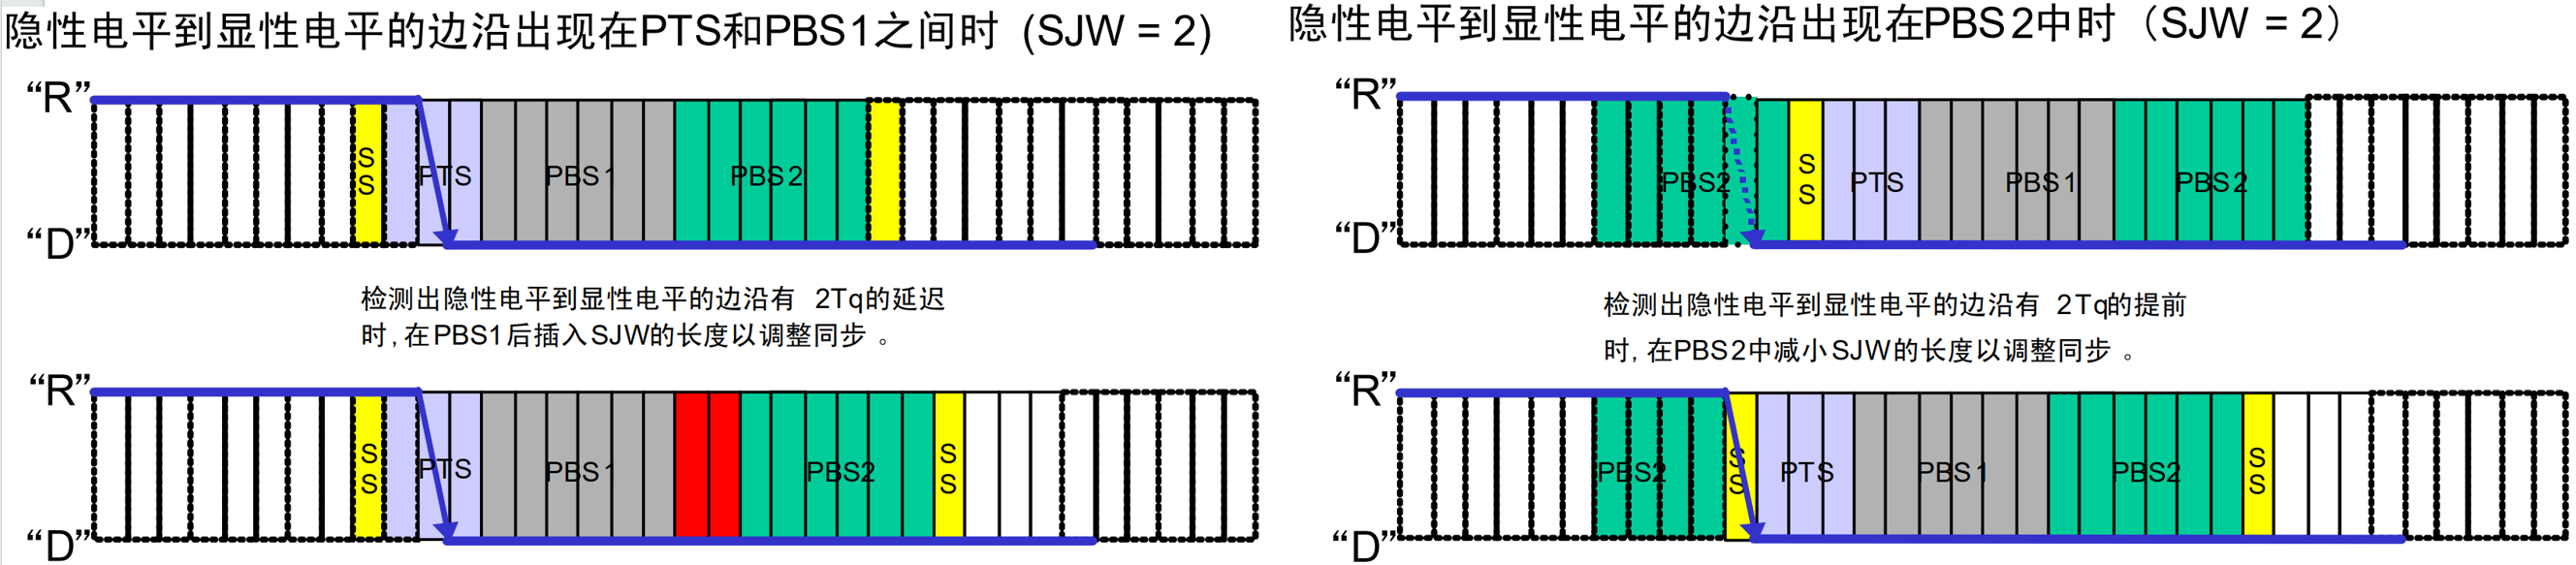 隐性电平到显性电平的边沿出现在PTS和PBS1之间时 (SJW = 2)
“R”
S
S
PTS
PBS1
PBS2
“D”
检测出隐性电平到显性电平的边沿有 2Tq的延迟
时,在PBS1后插入SJW的长度以调整同步 。
“R”
S
S
PTS
PBS1
PBS2
S
S
“D”
隐性电平到显性电平的边沿出现在PBS2中时（SJW = 2）
“R”
PBS2
S
S
PTS
PBS1
PBS2
“D”
检测出隐性电平到显性电平的边沿有 2Tq的提前
时, 在PBS2中减小SJW的长度以调整同步 。
“R”
PBS2
S
S
PTS
PBS1
PBS2
S
S
“D”